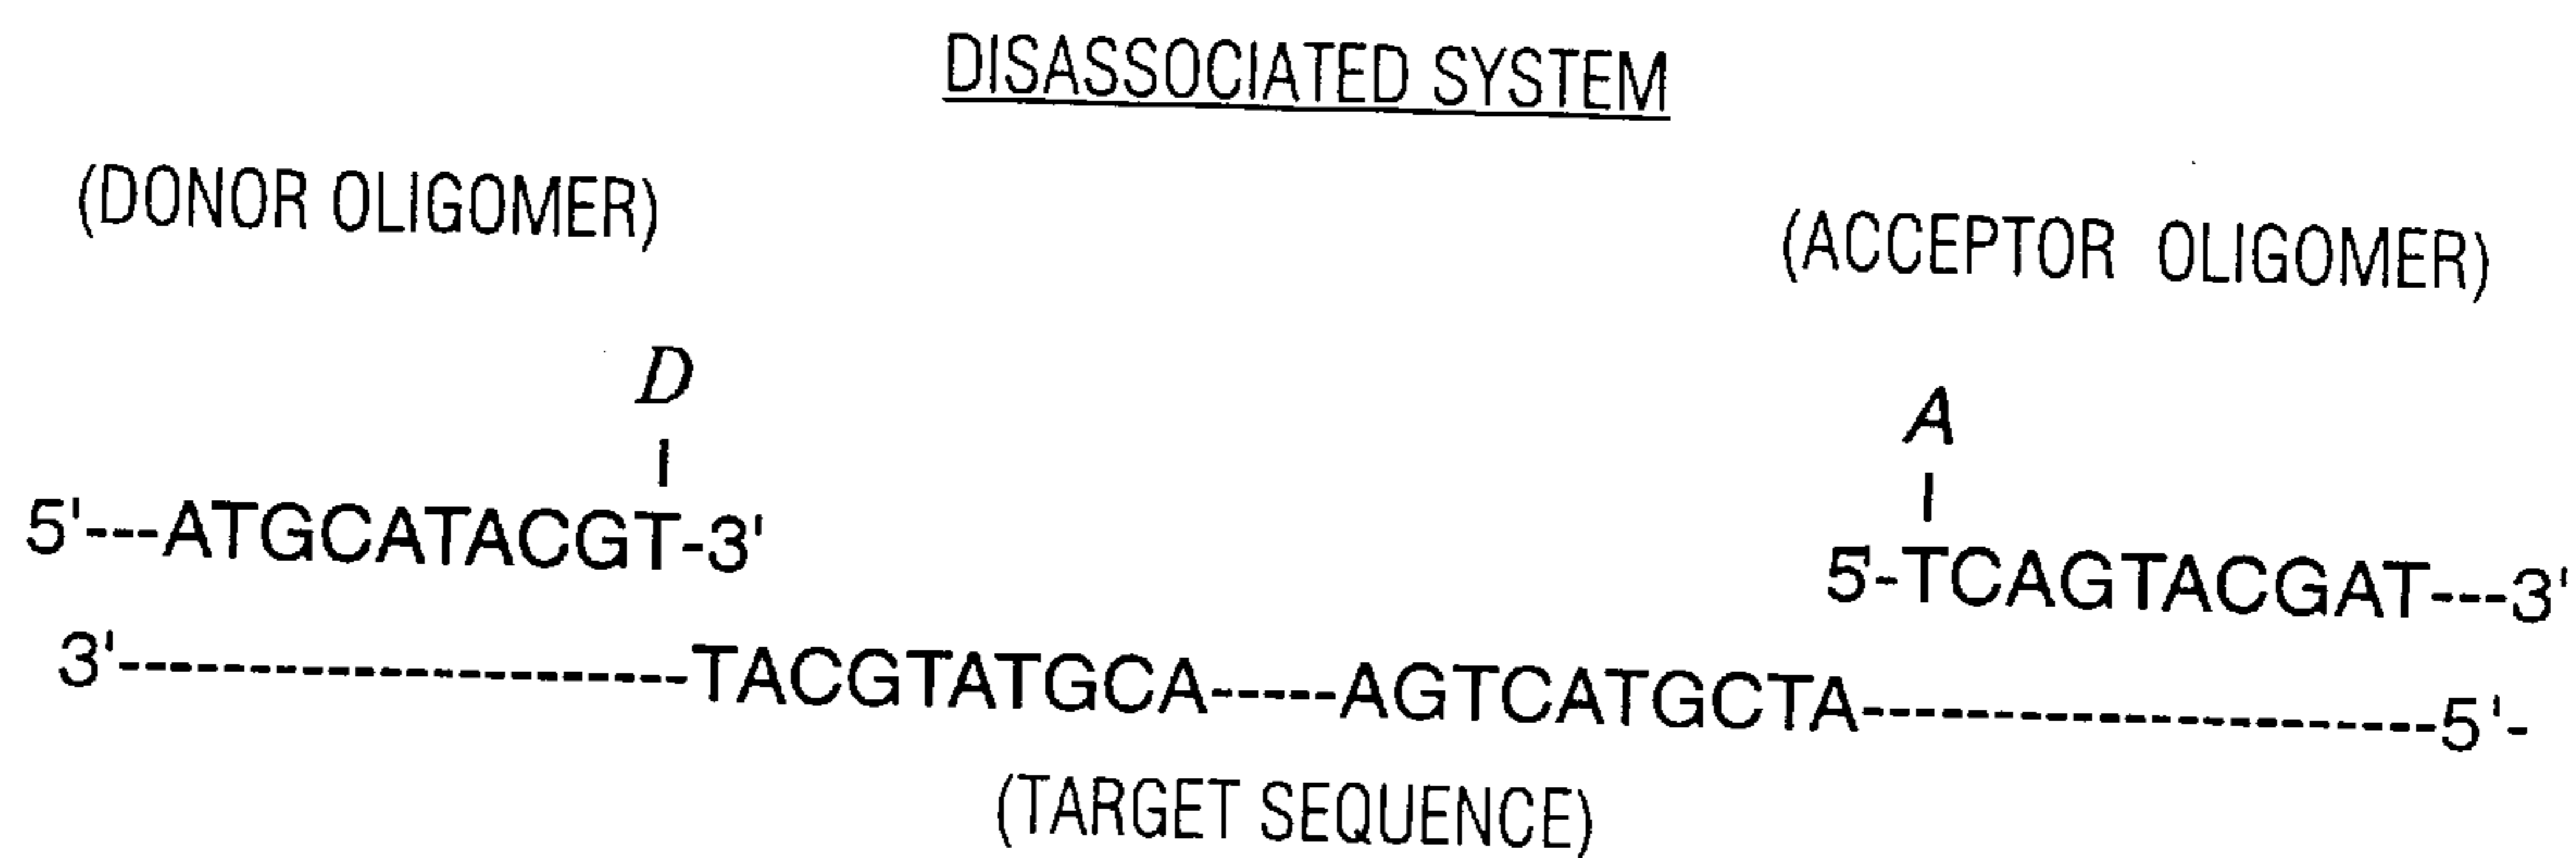 DISASSOCIATED SYSTEM
(DONOR OLIGOMER)
(ACCEPTOR OLIGOMER)
D
A
5'---ATGCATACGT-3'
5'-TCAGTACGAT---3'
3'----------------------TACGTATGCA-----AGTCATGCTA----------------------5'-
(TARGET SEQUENCE)